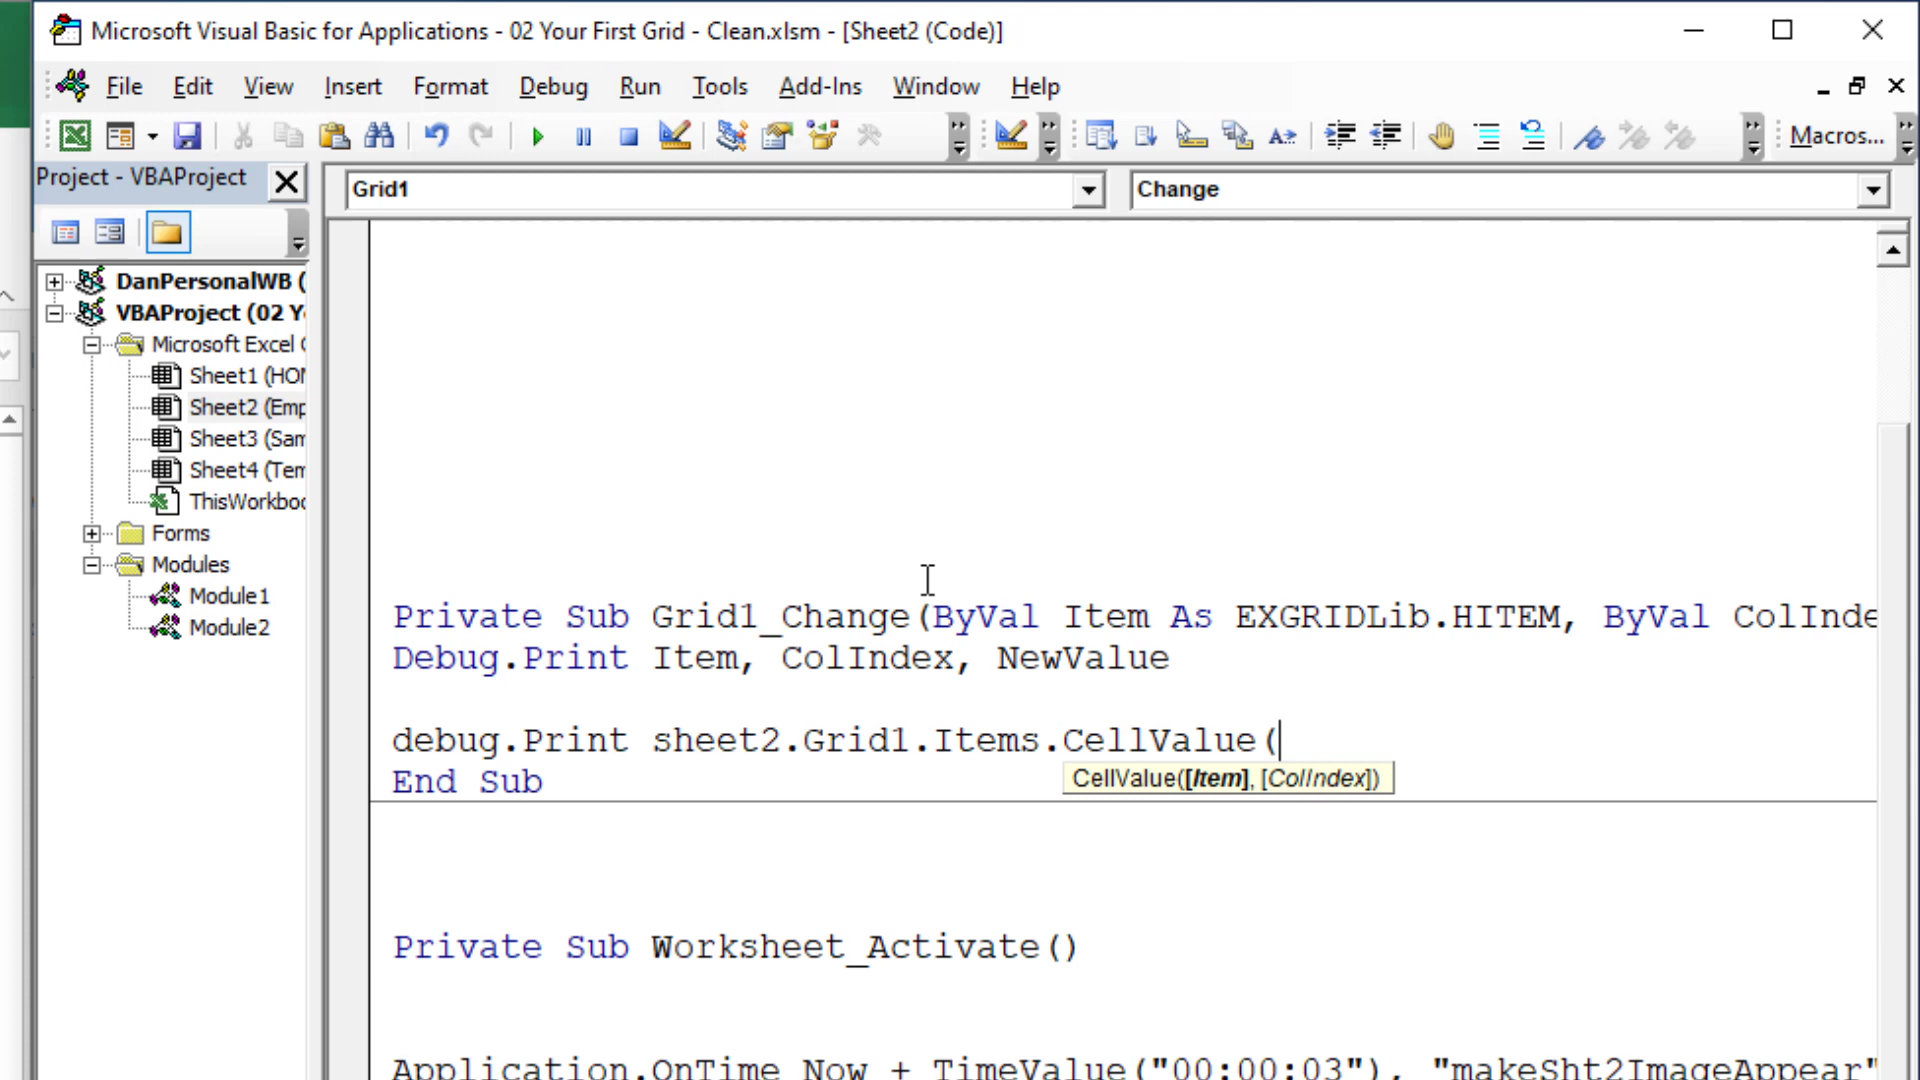 Microsoft Visual Basic for Applications - 02 Your First Grid - Clean.xlsm - [Sheet2 (Code)]
File Edit View Insert Format Debug Run Tools Add-Ins Window Help
Macros...
Project - VBAProject
Grid1 Change
DanPersonalWB (
VBAProject (02 Y
Microsoft Excel
Sheet1 (HO
Sheet2 (Emp
Sheet3 (Sam
Sheet4 (Tem
ThisWorkboo
Forms
Modules
Module1
Module2
Private Sub Grid1_Change(ByVal Item As EXGRIDLib.HITEM, ByVal ColInde
Debug.Print Item, ColIndex, NewValue
debug.Print sheet2.Grid1.Items.CellValue(
CellValue([Item], [ColIndex])
End Sub
Private Sub Worksheet_Activate()
Application.OnTime Now + TimeValue("00:00:03"), "makeSht2ImageAppear"